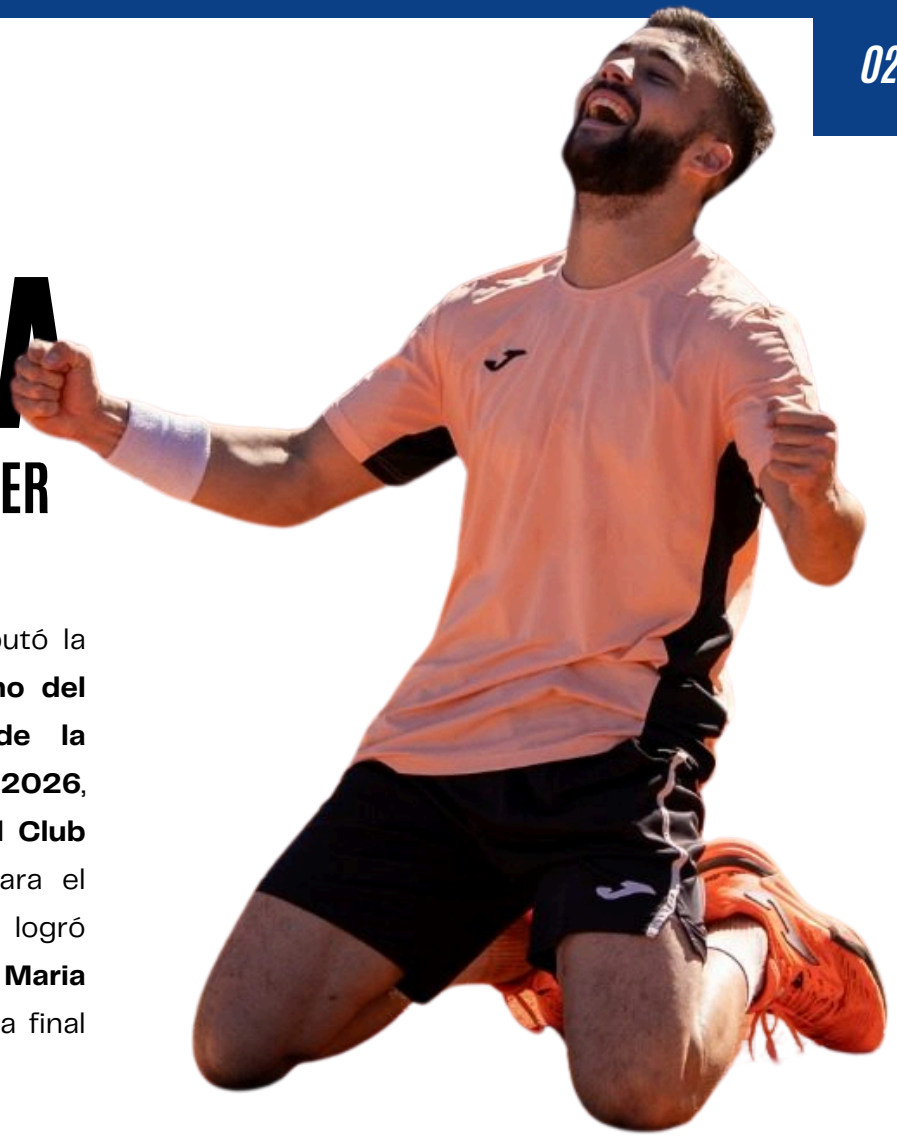 02
A
ER
utó la
no del
de la
2026,
l Club
ara el
logró
Maria
a final